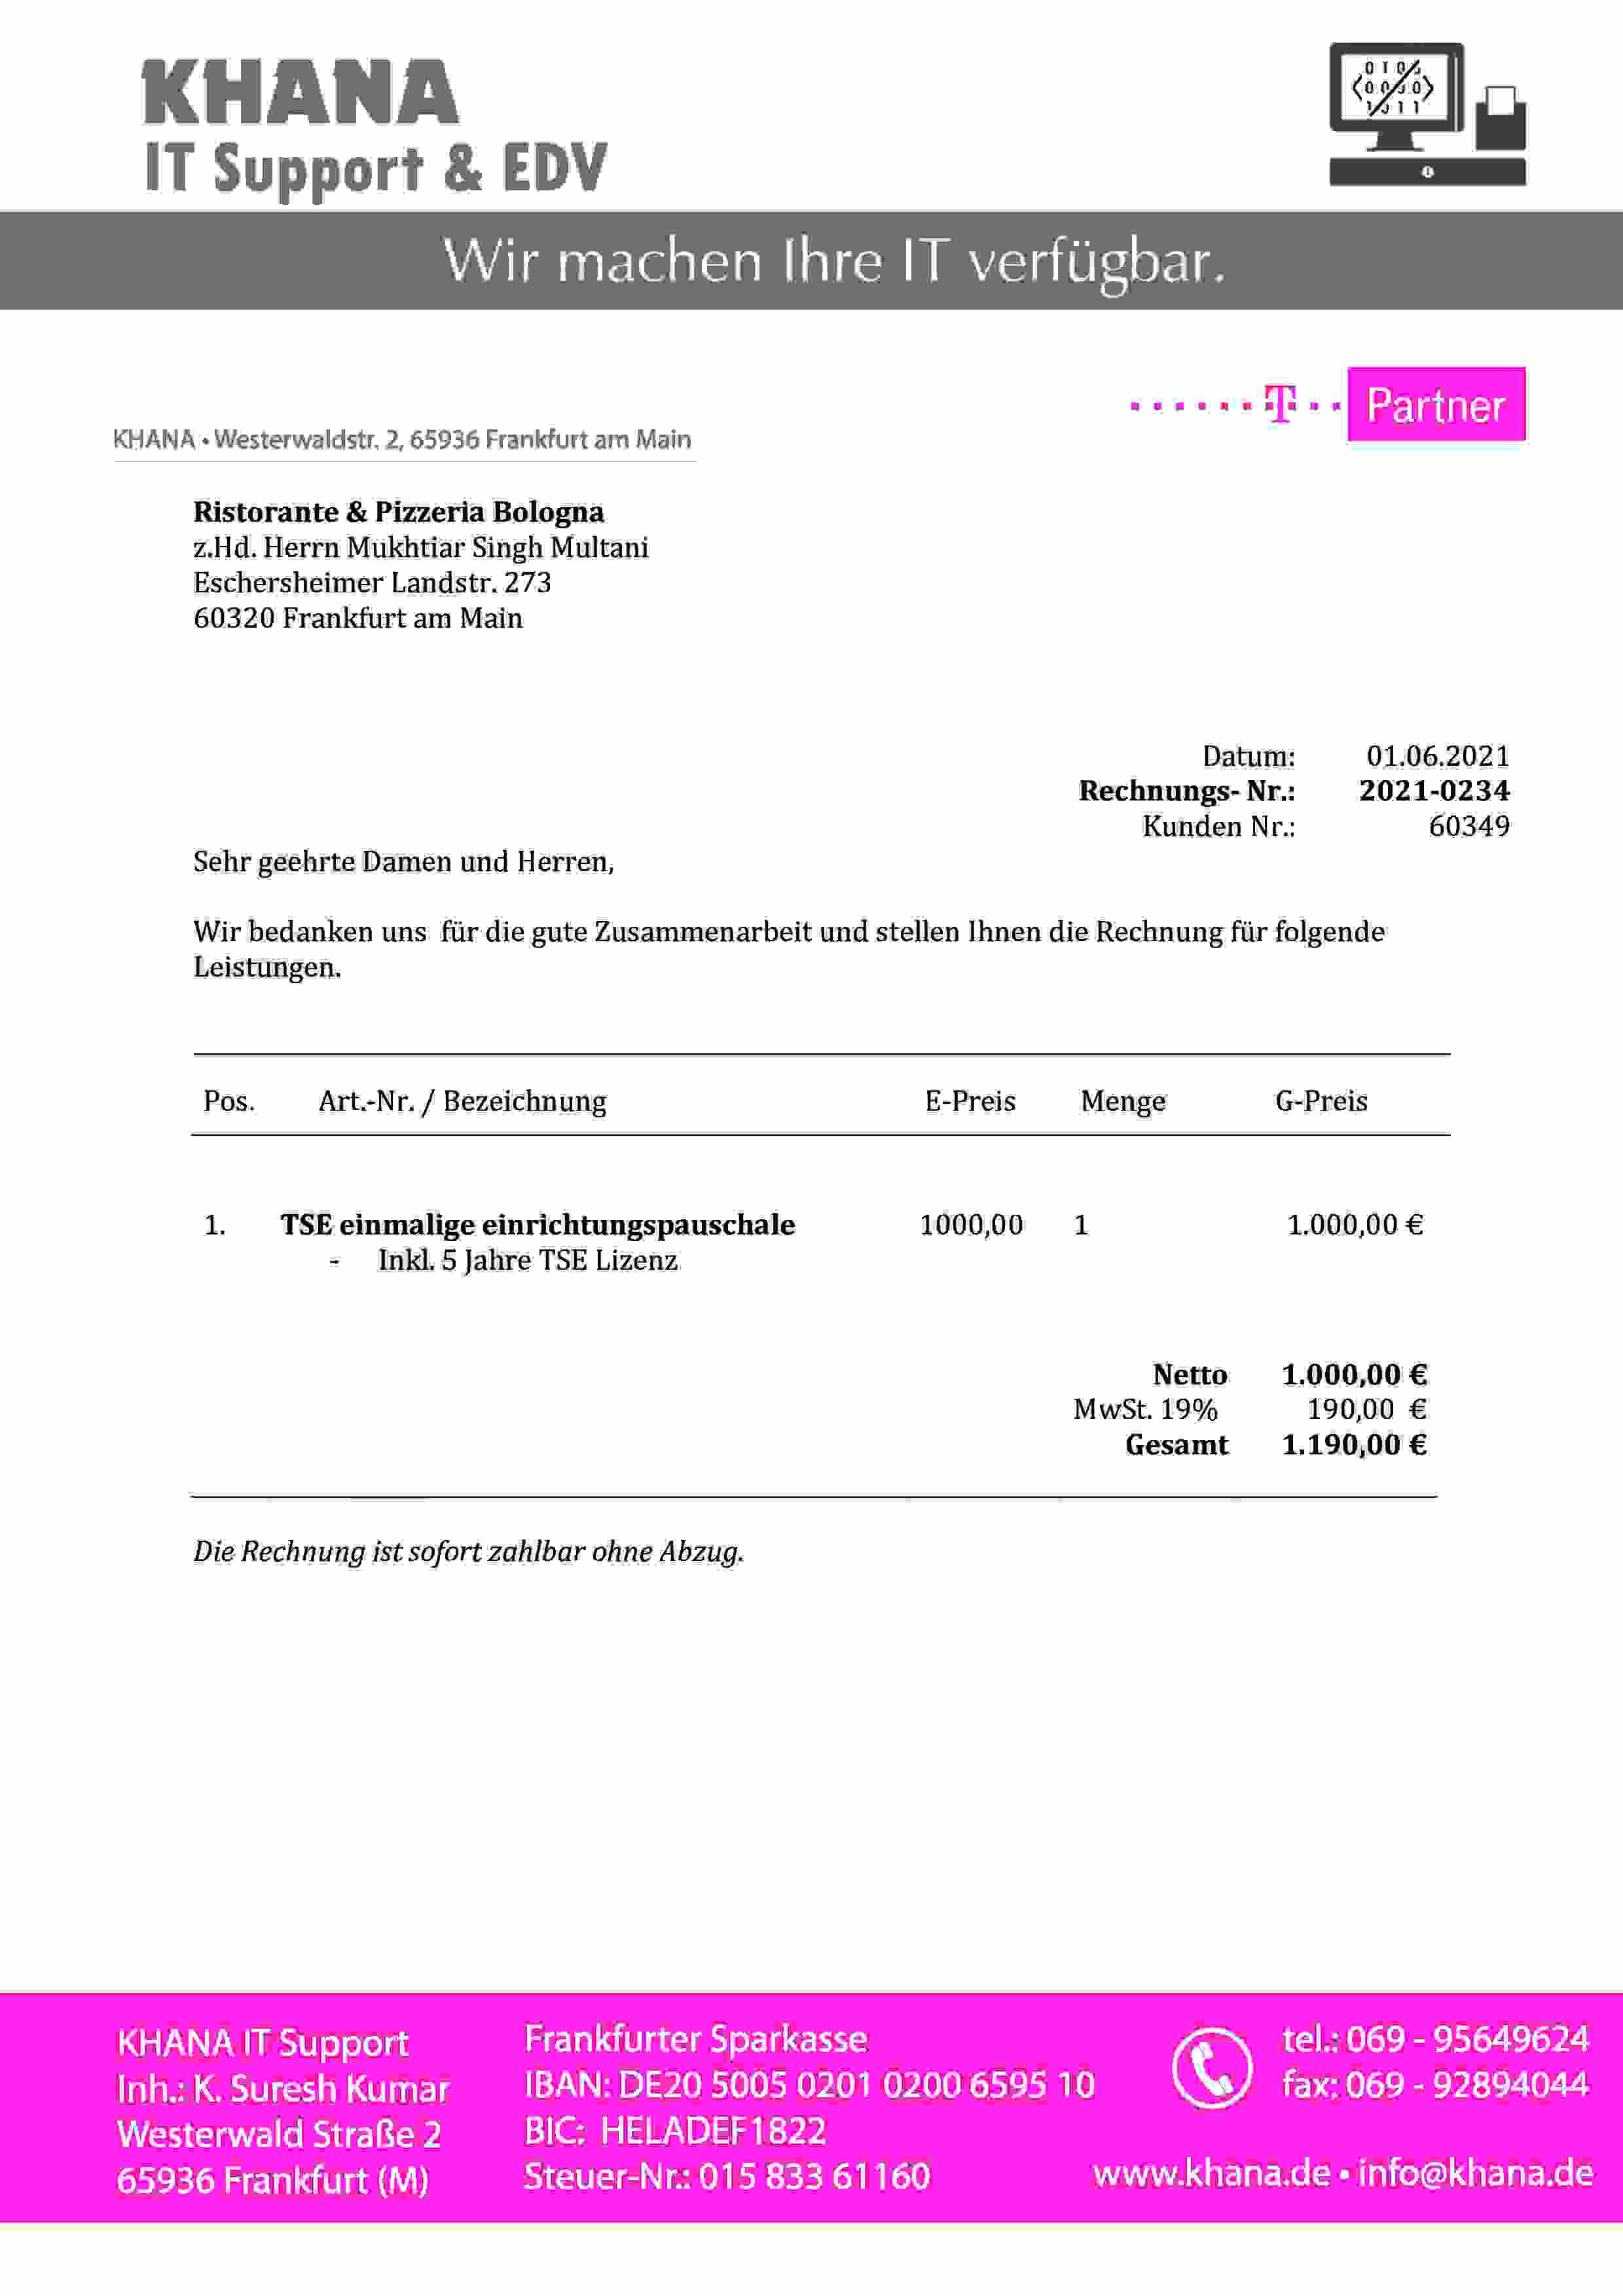 KHANA
IT Support & EDV
Wir machen Ihre IT verfügbar.
T Partner
KHANA • Westerwaldstr. 2, 65936 Frankfurt am Main
Ristorante & Pizzeria Bologna
z.Hd. Herrn Mukhtiar Singh Multani
Eschersheimer Landstr. 273
60320 Frankfurt am Main
Datum: 01.06.2021
Rechnungs- Nr.: 2021-0234
Kunden Nr.: 60349
Sehr geehrte Damen und Herren,
Wir bedanken uns für die gute Zusammenarbeit und stellen Ihnen die Rechnung für folgende
Leistungen.
Pos. Art.-Nr. / Bezeichnung E-Preis Menge G-Preis
1. TSE einmalige einrichtungspauschale 1000,00 1 1.000,00 €
- Inkl. 5 Jahre TSE Lizenz
Netto 1.000,00 €
MwSt. 19% 190,00 €
Gesamt 1.190,00 €
Die Rechnung ist sofort zahlbar ohne Abzug.
KHANA IT Support
Inh.: K. Suresh Kumar
Westerwald Straße 2
65936 Frankfurt (M)
Frankfurter Sparkasse
IBAN: DE20 5005 0201 0200 6595 10
BIC: HELADEF1822
Steuer-Nr.: 015 833 61160
tel.: 069 - 95649624
fax: 069 - 92894044
www.khana.de • info@khana.de